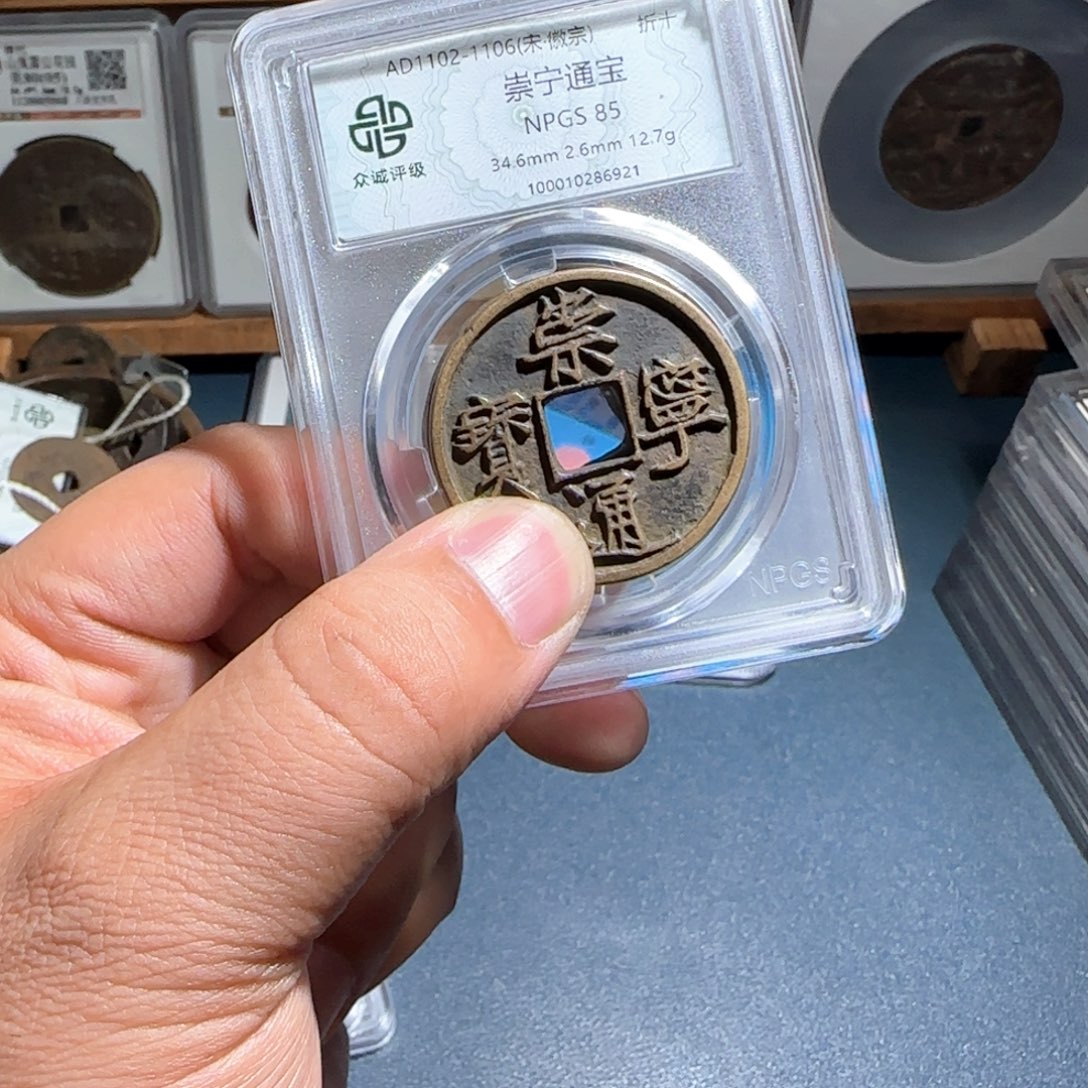 AD1102-1106(宋·徽宗) 折十
崇宁通宝
NPGS 85
34.6mm 2.6mm 12.7g
100010286921
众诚评级
崇
寧
通
寳
NPGS